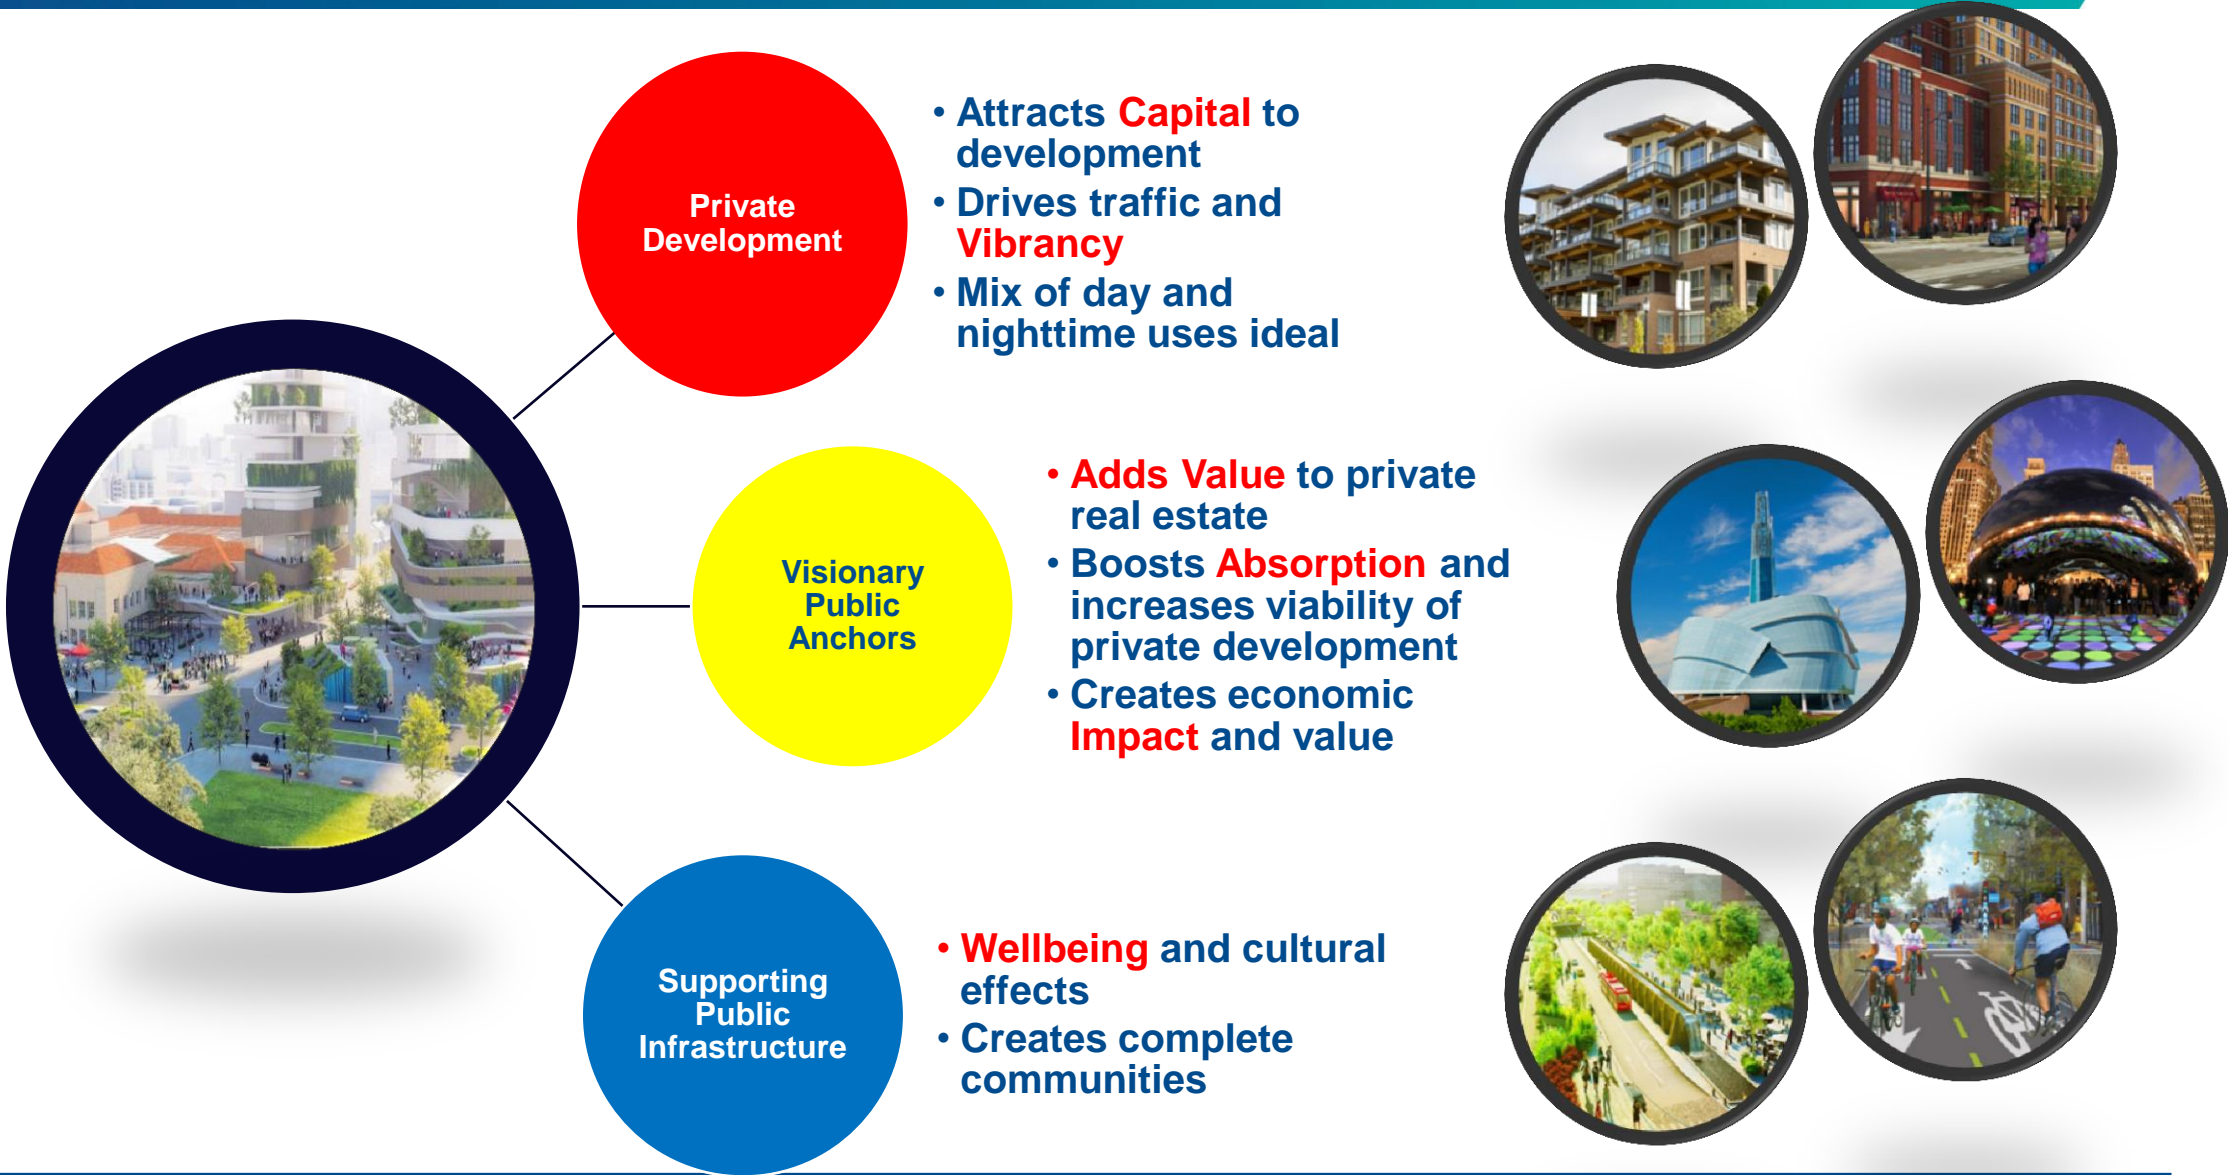 Private
Development
• Attracts Capital to
development
• Drives traffic and
Vibrancy
• Mix of day and
nighttime uses ideal
Visionary
Public
Anchors
• Adds Value to private
real estate
• Boosts Absorption and
increases viability of
private development
• Creates economic
Impact and value
Supporting
Public
Infrastructure
• Wellbeing and cultural
effects
• Creates complete
communities